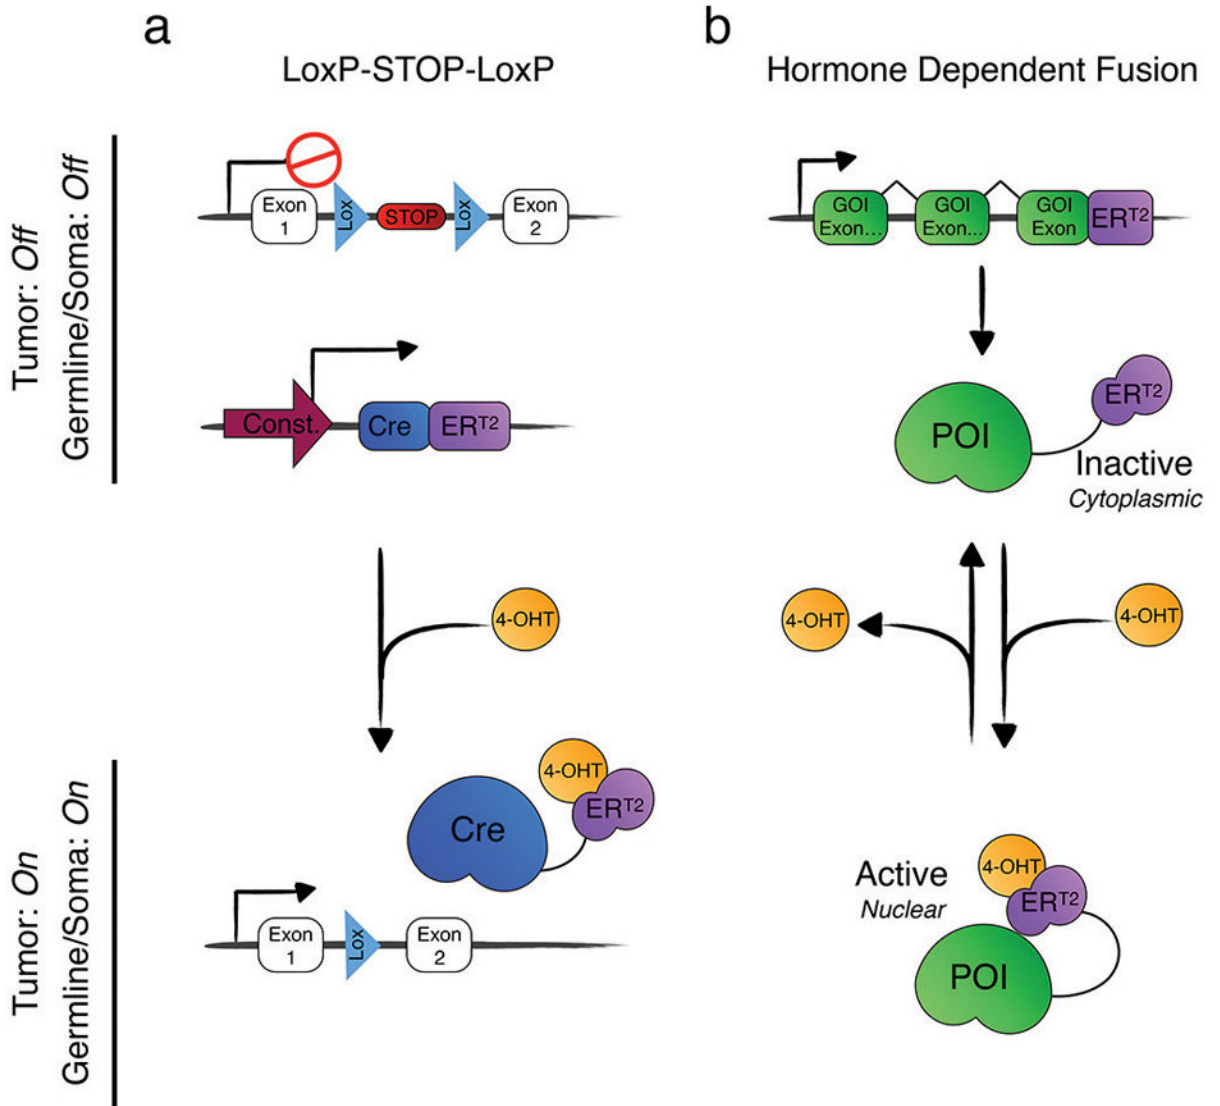 a
LoxP-STOP-LoxP
Tumor: Off
Germline/Soma: Off
Exon
1
Lox
STOP
Lox
Exon
2
Const.
Cre
ERT2
4-OHT
Tumor: On
Germline/Soma: On
4-OHT
ERT2
Cre
Exon
1
Lox
Exon
2
b
Hormone Dependent Fusion
GOI
Exon...
GOI
Exon...
GOI
Exon
ERT2
ERT2
POI
Inactive
Cytoplasmic
4-OHT
4-OHT
Active
Nuclear
4-OHT
ERT2
POI